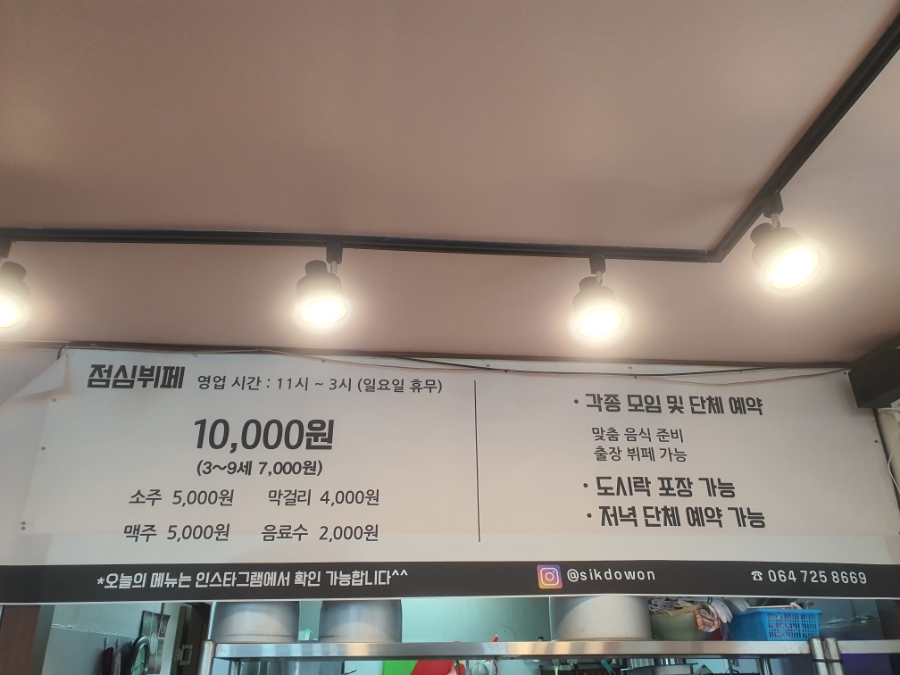 점심뷔페 영업 시간 : 11시 ~ 3시 (일요일 휴무)
10,000원
(3~9세 7,000원)
소주 5,000원 막걸리 4,000원
맥주 5,000원 음료수 2,000원
· 각종 모임 및 단체 예약
맞춤 음식 준비
출장 뷔페 가능
· 도시락 포장 가능
· 저녁 단체 예약 가능
*오늘의 메뉴는 인스타그램에서 확인 가능합니다^^
@sikdowon
☎ 064 725 8669